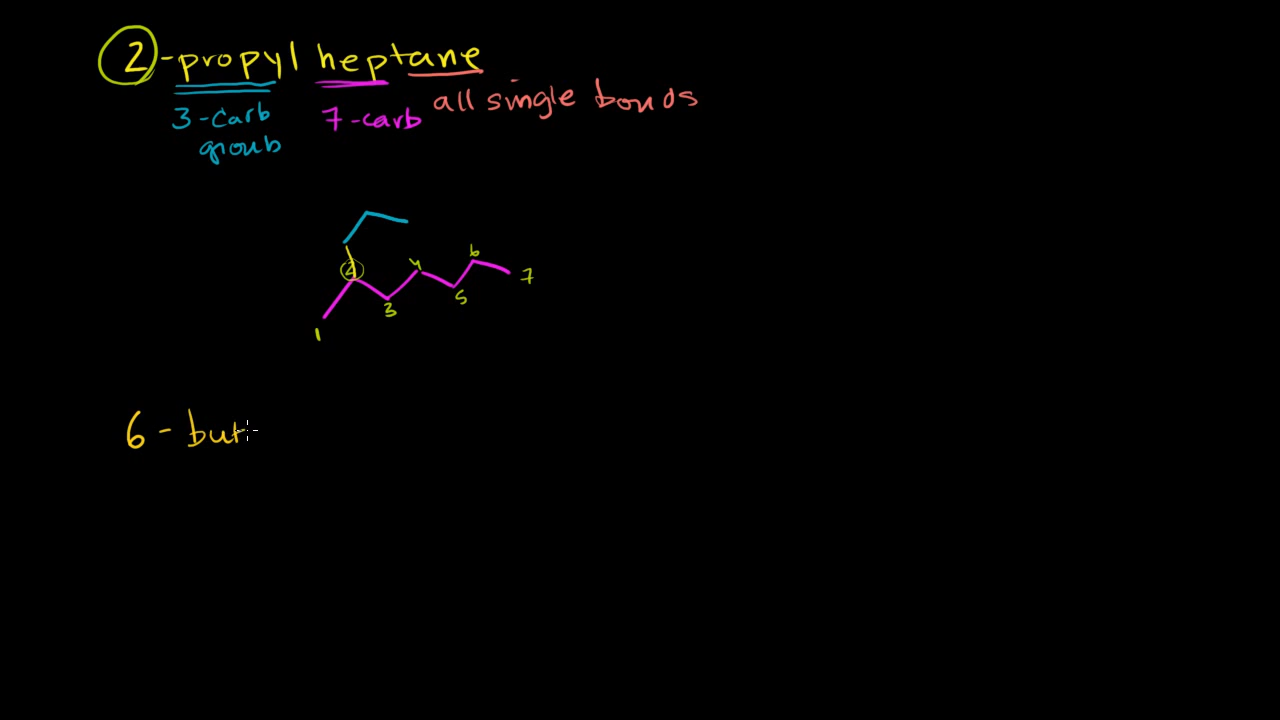 2-propyl heptane
3-carb 7-carb all single bonds
group
6
4
2 7
5
3
1
6-but